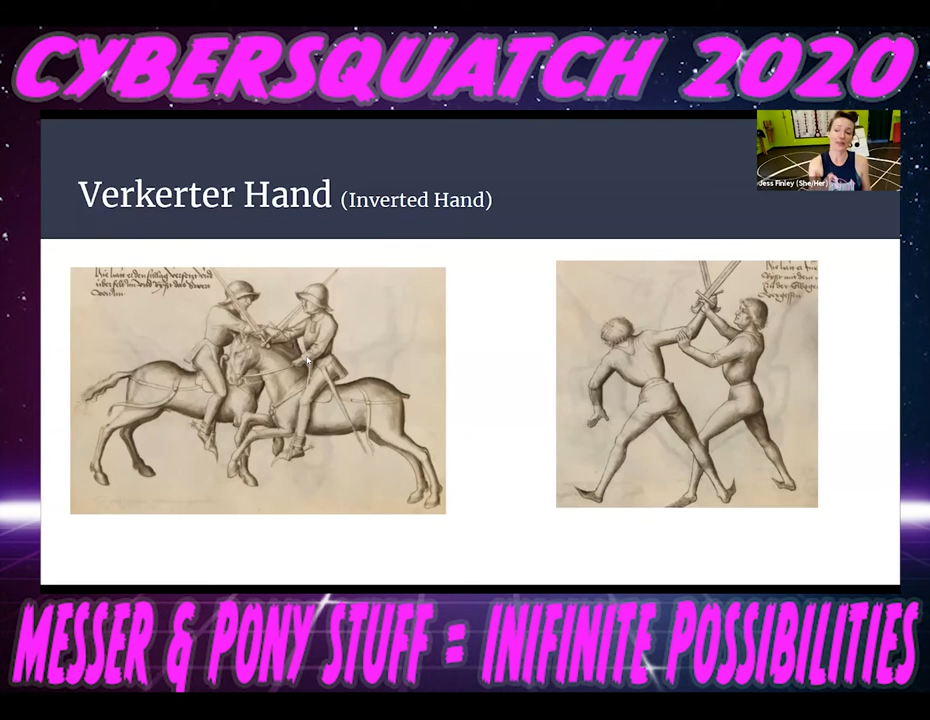 CYBERSQUATCH 2020
Jess Finley (She/Her)
Verkerter Hand (Inverted Hand)
MESSER & PONY STUFF = INIFINITE POSSIBILITIES